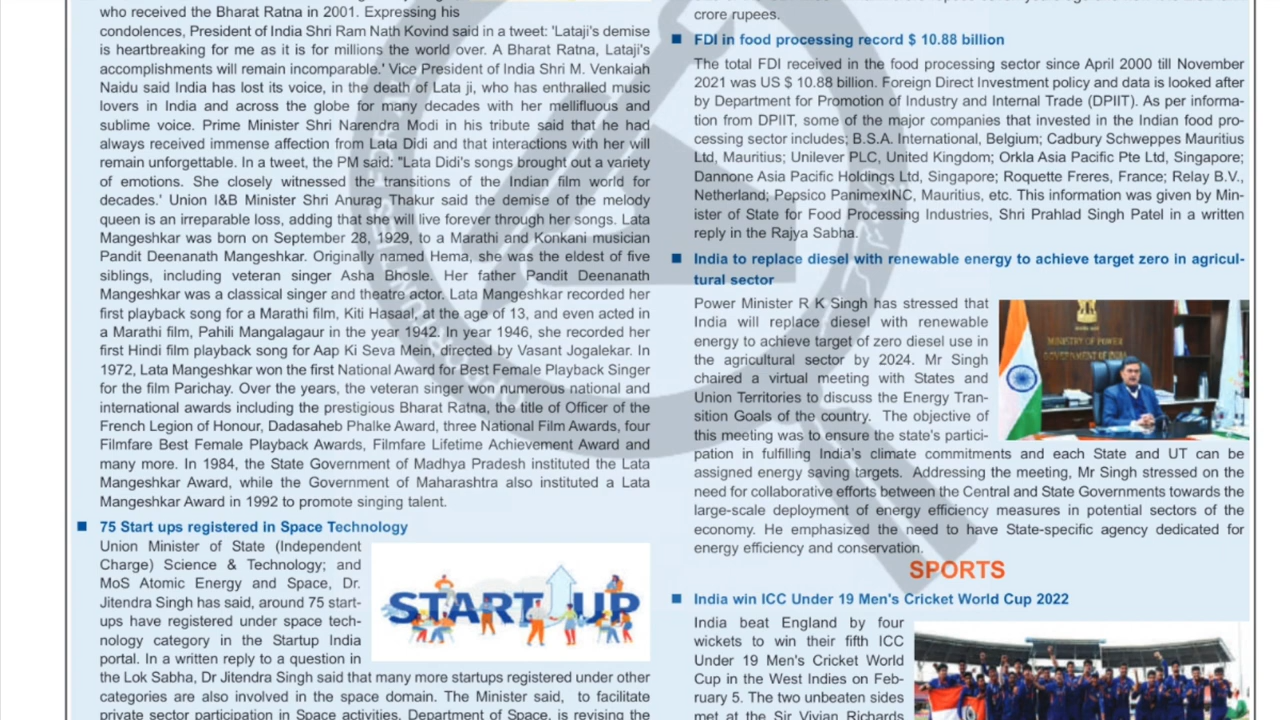 who received the Bharat Ratna in 2001. Expressing his
condolences, President of India Shri Ram Nath Kovind said in a tweet: 'Lataji's demise
is heartbreaking for me as it is for millions the world over. A Bharat Ratna, Lataji's
accomplishments will remain incomparable.' Vice President of India Shri M. Venkaiah
Naidu said India has lost its voice, in the death of Lata ji, who has enthralled music
lovers in India and across the globe for many decades with her mellifluous and
sublime voice. Prime Minister Shri Narendra Modi in his tribute said that he had
always received immense affection from Lata Didi and that interactions with her will
remain unforgettable. In a tweet, the PM said: "Lata Didi's songs brought out a variety
of emotions. She closely witnessed the transitions of the Indian film world for
decades.' Union I&B Minister Shri Anurag Thakur said the demise of the melody
queen is an irreparable loss, adding that she will live forever through her songs. Lata
Mangeshkar was born on September 28, 1929, to a Marathi and Konkani musician
Pandit Deenanath Mangeshkar. Originally named Hema, she was the eldest of five
siblings, including veteran singer Asha Bhosle. Her father Pandit Deenanath
Mangeshkar was a classical singer and theatre actor. Lata Mangeshkar recorded her
first playback song for a Marathi film, Kiti Hasaal, at the age of 13, and even acted in
a Marathi film, Pahili Mangalagaur in the year 1942. In year 1946, she recorded her
first Hindi film playback song for Aap Ki Seva Mein, directed by Vasant Jogalekar. In
1972, Lata Mangeshkar won the first National Award for Best Female Playback Singer
for the film Parichay. Over the years, the veteran singer won numerous national and
international awards including the prestigious Bharat Ratna, the title of Officer of the
French Legion of Honour, Dadasaheb Phalke Award, three National Film Awards, four
Filmfare Best Female Playback Awards, Filmfare Lifetime Achievement Award and
many more. In 1984, the State Government of Madhya Pradesh instituted the Lata
Mangeshkar Award, while the Government of Maharashtra also instituted a Lata
Mangeshkar Award in 1992 to promote singing talent.
75 Start ups registered in Space Technology
Union Minister of State (Independent
Charge) Science & Technology; and
MoS Atomic Energy and Space, Dr.
Jitendra Singh has said, around 75 start-
ups have registered under space tech-
nology category in the Startup India
portal. In a written reply to a question in
the Lok Sabha, Dr Jitendra Singh said that many more startups registered under other
categories are also involved in the space domain. The Minister said, to facilitate
private sector participation in Space activities, Department of Space, is revising the
START UP
crore rupees.
FDI in food processing record $ 10.88 billion
The total FDI received in the food processing sector since April 2000 till November
2021 was US $ 10.88 billion. Foreign Direct Investment policy and data is looked after
by Department for Promotion of Industry and Internal Trade (DPIIT). As per informa-
tion from DPIIT, some of the major companies that invested in the Indian food pro-
cessing sector includes; B.S.A. International, Belgium; Cadbury Schweppes Mauritius
Ltd, Mauritius; Unilever PLC, United Kingdom; Orkla Asia Pacific Pte Ltd, Singapore;
Dannone Asia Pacific Holdings Ltd, Singapore; Roquette Freres, France; Relay B.V.,
Netherland; Pepsico PanimexINC, Mauritius, etc. This information was given by Min-
ister of State for Food Processing Industries, Shri Prahlad Singh Patel in a written
reply in the Rajya Sabha.
India to replace diesel with renewable energy to achieve target zero in agricul-
tural sector
Power Minister R K Singh has stressed that
India will replace diesel with renewable
energy to achieve target of zero diesel use in
the agricultural sector by 2024. Mr Singh
chaired a virtual meeting with States and
Union Territories to discuss the Energy Tran-
sition Goals of the country. The objective of
this meeting was to ensure the state's partici-
pation in fulfilling India's climate commitments and each State and UT can be
assigned energy saving targets. Addressing the meeting, Mr Singh stressed on the
need for collaborative efforts between the Central and State Governments towards the
large-scale deployment of energy efficiency measures in potential sectors of the
economy. He emphasized the need to have State-specific agency dedicated for
energy efficiency and conservation.
MINISTRY OF POWER
GOVERNMENT OF INDIA
SPORTS
India win ICC Under 19 Men's Cricket World Cup 2022
India beat England by four
wickets to win their fifth ICC
Under 19 Men's Cricket World
Cup in the West Indies on Feb-
ruary 5. The two unbeaten sides
met at the Sir Vivian Richards